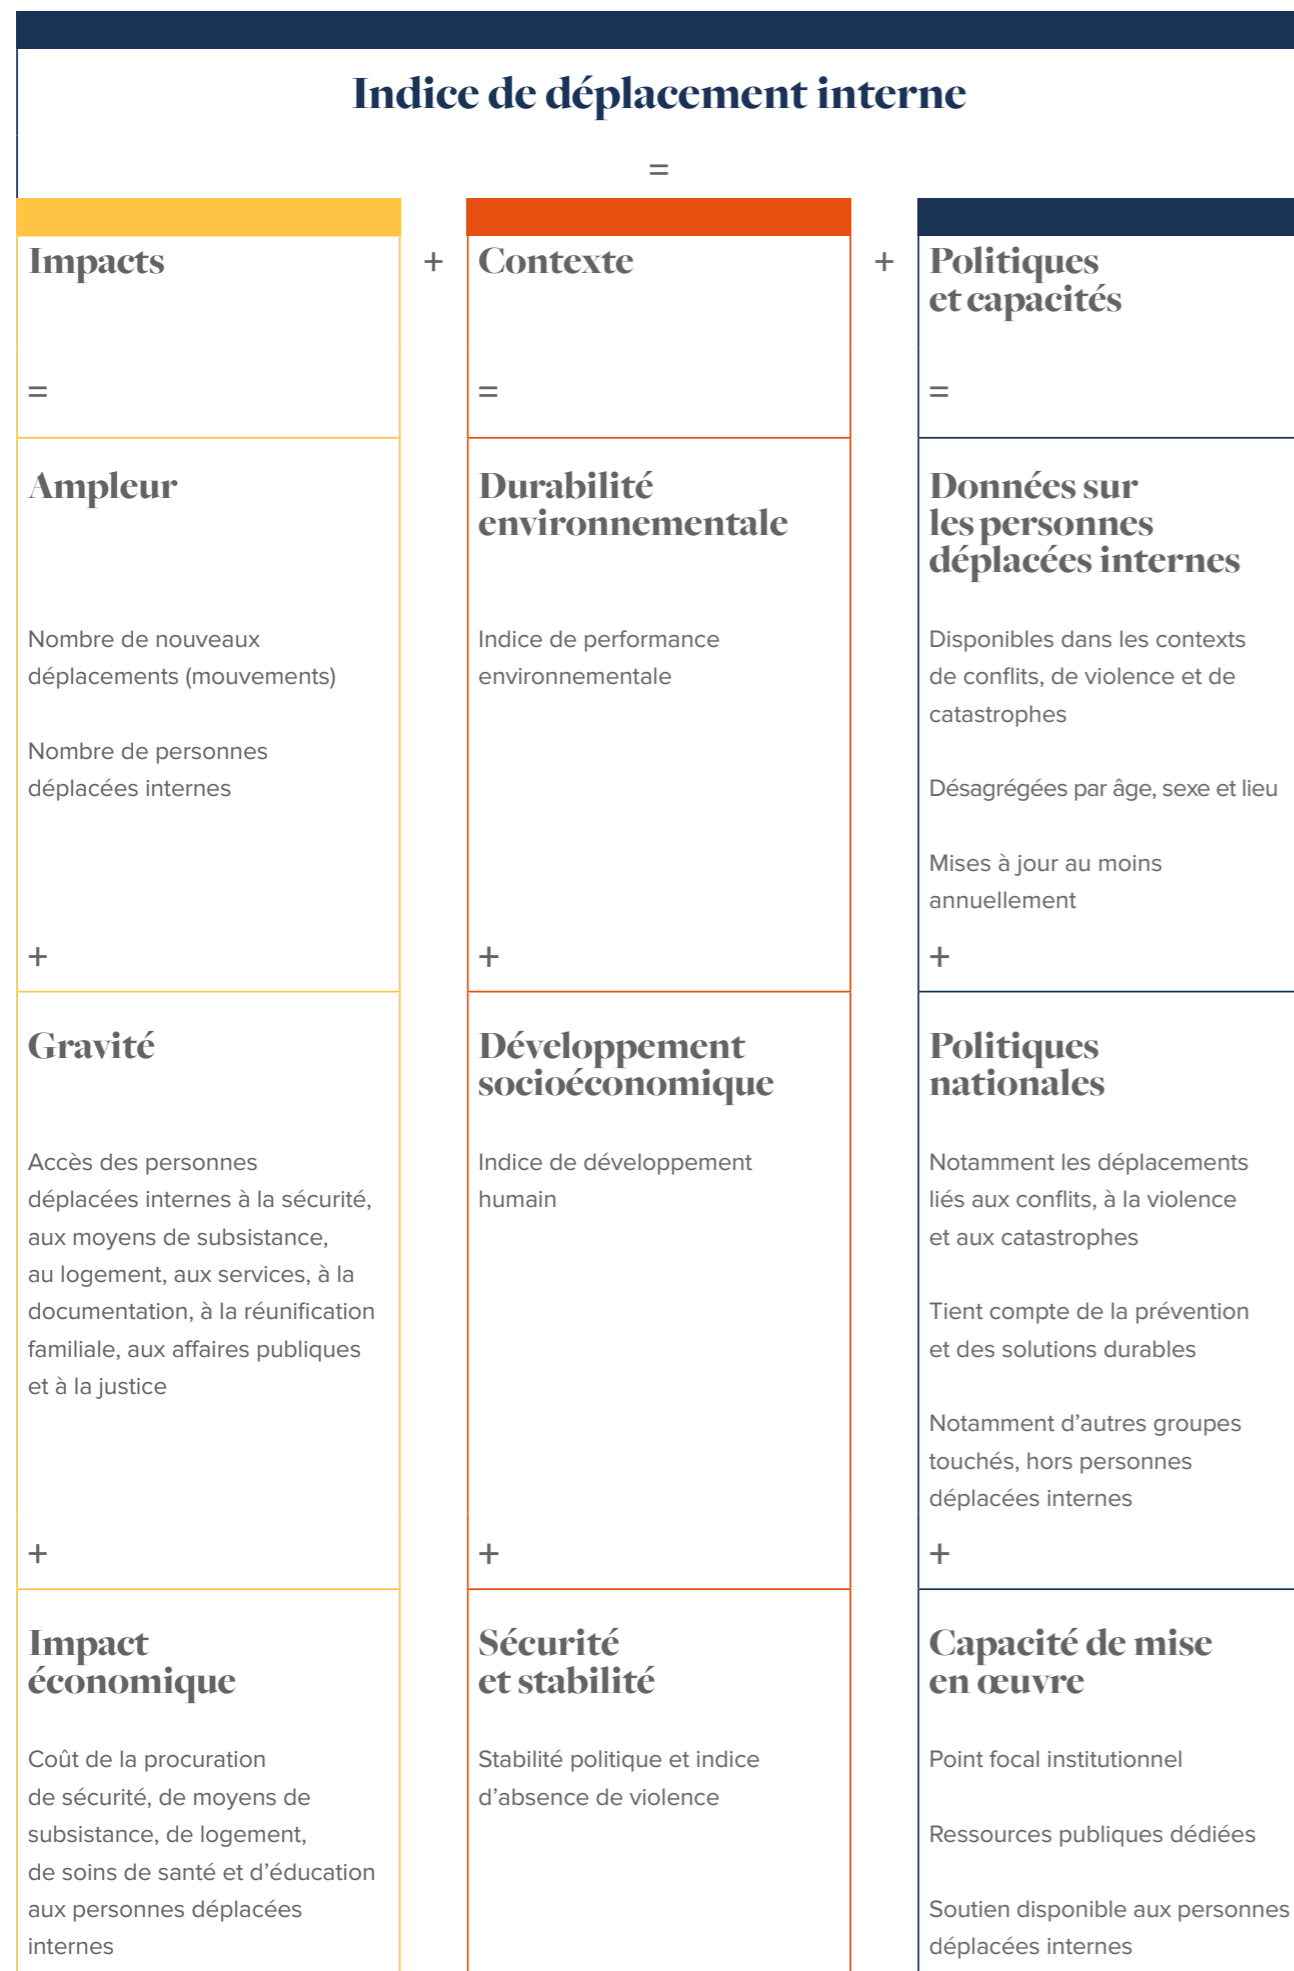 Indice de déplacement interne
=
Impacts
=
Ampleur
Nombre de nouveaux
déplacements (mouvements)
Nombre de personnes
déplacées internes
+
Gravité
Accès des personnes
déplacées internes à la sécurité,
aux moyens de subsistance,
au logement, aux services, à la
documentation, à la réunification
familiale, aux affaires publiques
et à la justice
+
Impact
économique
Coût de la procuration
de sécurité, de moyens de
subsistance, de logement,
de soins de santé et d’éducation
aux personnes déplacées
internes
+
Contexte
=
Durabilité
environnementale
Indice de performance
environnementale
+
Développement
socioéconomique
Indice de développement
humain
+
Sécurité
et stabilité
Stabilité politique et indice
d’absence de violence
+
Politiques
et capacités
=
Données sur
les personnes
déplacées internes
Disponibles dans les contexts
de conflits, de violence et de
catastrophes
Désagrégées par âge, sexe et lieu
Mises à jour au moins
annuellement
+
Politiques
nationales
Notamment les déplacements
liés aux conflits, à la violence
et aux catastrophes
Tient compte de la prévention
et des solutions durables
Notamment d’autres groupes
touchés, hors personnes
déplacées internes
+
Capacité de mise
en œuvre
Point focal institutionnel
Ressources publiques dédiées
Soutien disponible aux personnes
déplacées internes